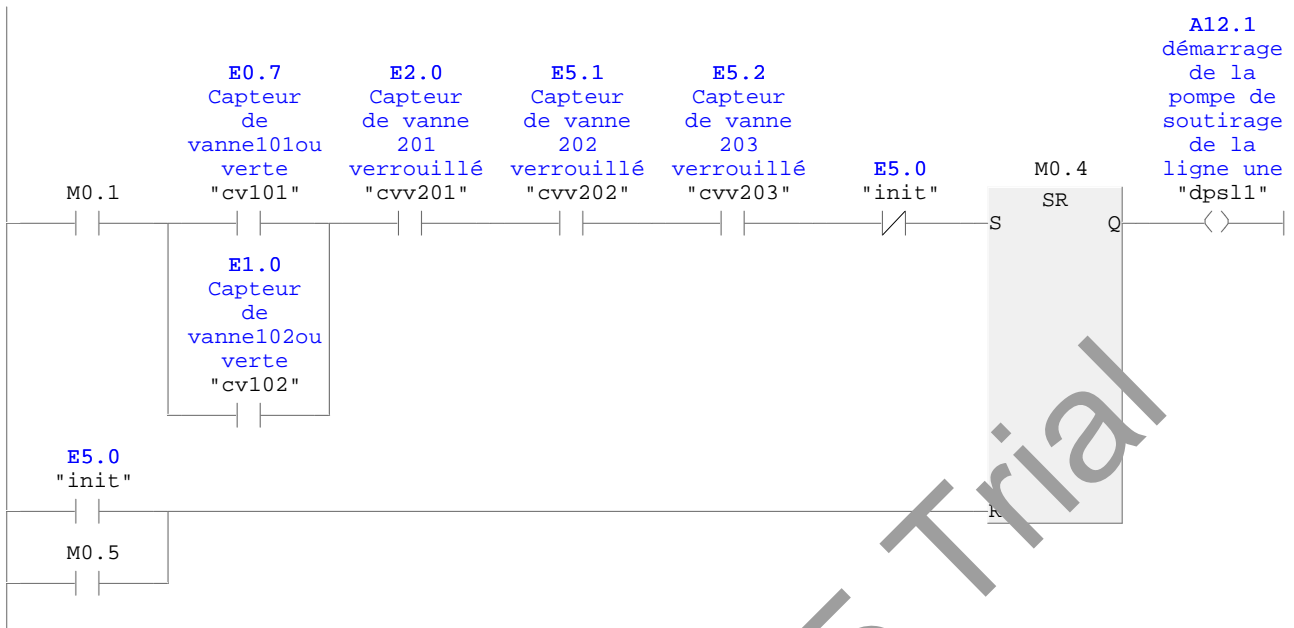 A12.1
démarrage
de la
pompe de
soutirage
de la
ligne une
"dpsl1"
E0.7
Capteur
de
vanne101ou
verte
"cv101"
E2.0
Capteur
de vanne
201
verrouillé
"cvv201"
E5.1
Capteur
de vanne
202
verrouillé
"cvv202"
E5.2
Capteur
de vanne
203
verrouillé
"cvv203"
E5.0
"init"
M0.4
SR
M0.1
S
Q
E1.0
Capteur
de
vanne102ou
verte
"cv102"
E5.0
"init"
R
M0.5
Trial